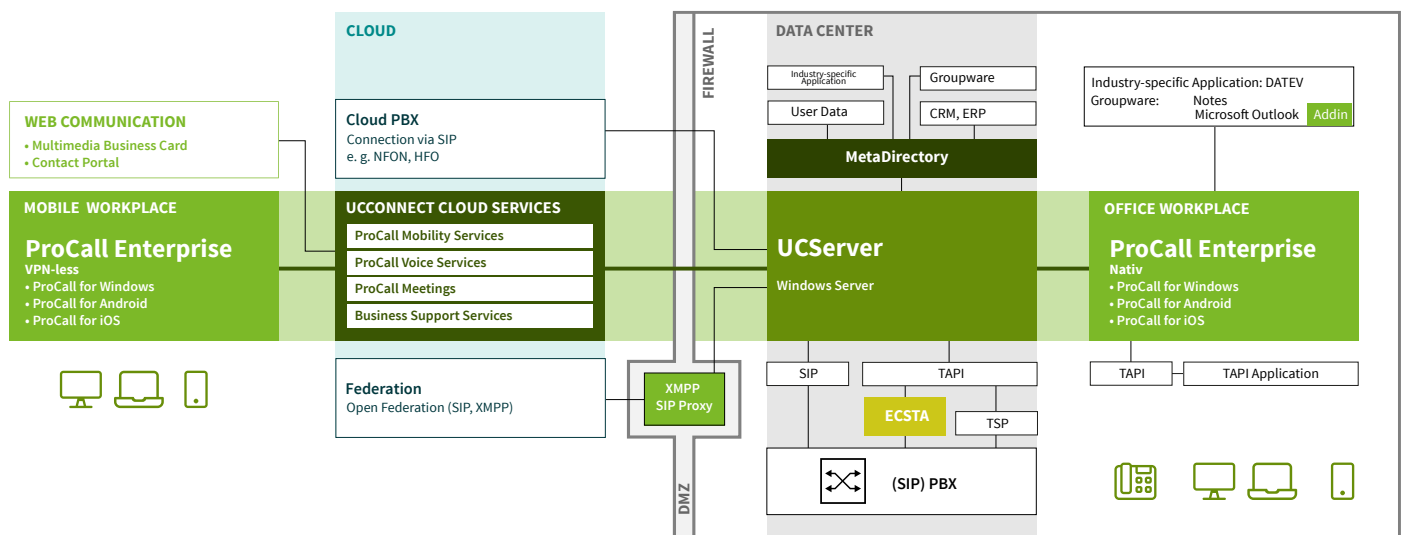 WEB COMMUNICATION
• Multimedia Business Card
• Contact Portal
MOBILE WORKPLACE
ProCall Enterprise
VPN-less
• ProCall for Windows
• ProCall for Android
• ProCall for iOS
CLOUD
Cloud PBX
Connection via SIP
e. g. NFON, HFO
UCCONNECT CLOUD SERVICES
ProCall Mobility Services
ProCall Voice Services
ProCall Meetings
Business Support Services
Federation
Open Federation (SIP, XMPP)
FIREWALL
XMPP
SIP Proxy
DMZ
DATA CENTER
Industry-specific
Application
Groupware
User Data
CRM, ERP
MetaDirectory
UCServer
Windows Server
SIP
TAPI
ECSTA
TSP
(SIP) PBX
Industry-specific Application: DATEV
Groupware: Notes
Microsoft Outlook Addin
OFFICE WORKPLACE
ProCall Enterprise
Nativ
• ProCall for Windows
• ProCall for Android
• ProCall for iOS
TAPI
TAPI Application